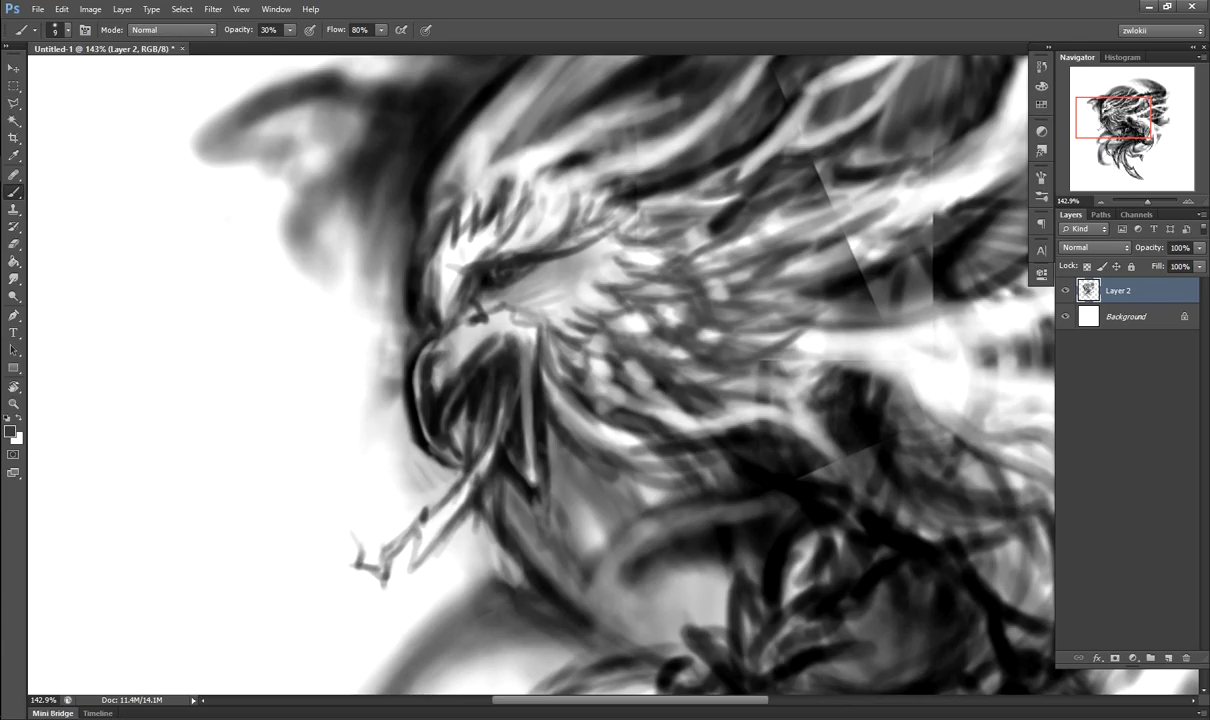 Ps File Edit Image Layer Type Select Filter View Window Help
9 Mode: Normal Opacity: 30% Flow: 80% zwlokii
Untitled-1 @ 143% (Layer 2, RGB/8) * ×
Navigator Histogram
142.9%
Layers Paths Channels
Kind
Normal Opacity: 100%
Lock: Fill: 100%
Layer 2
Background
142.9% Doc: 11.4M/14.1M
Mini Bridge Timeline